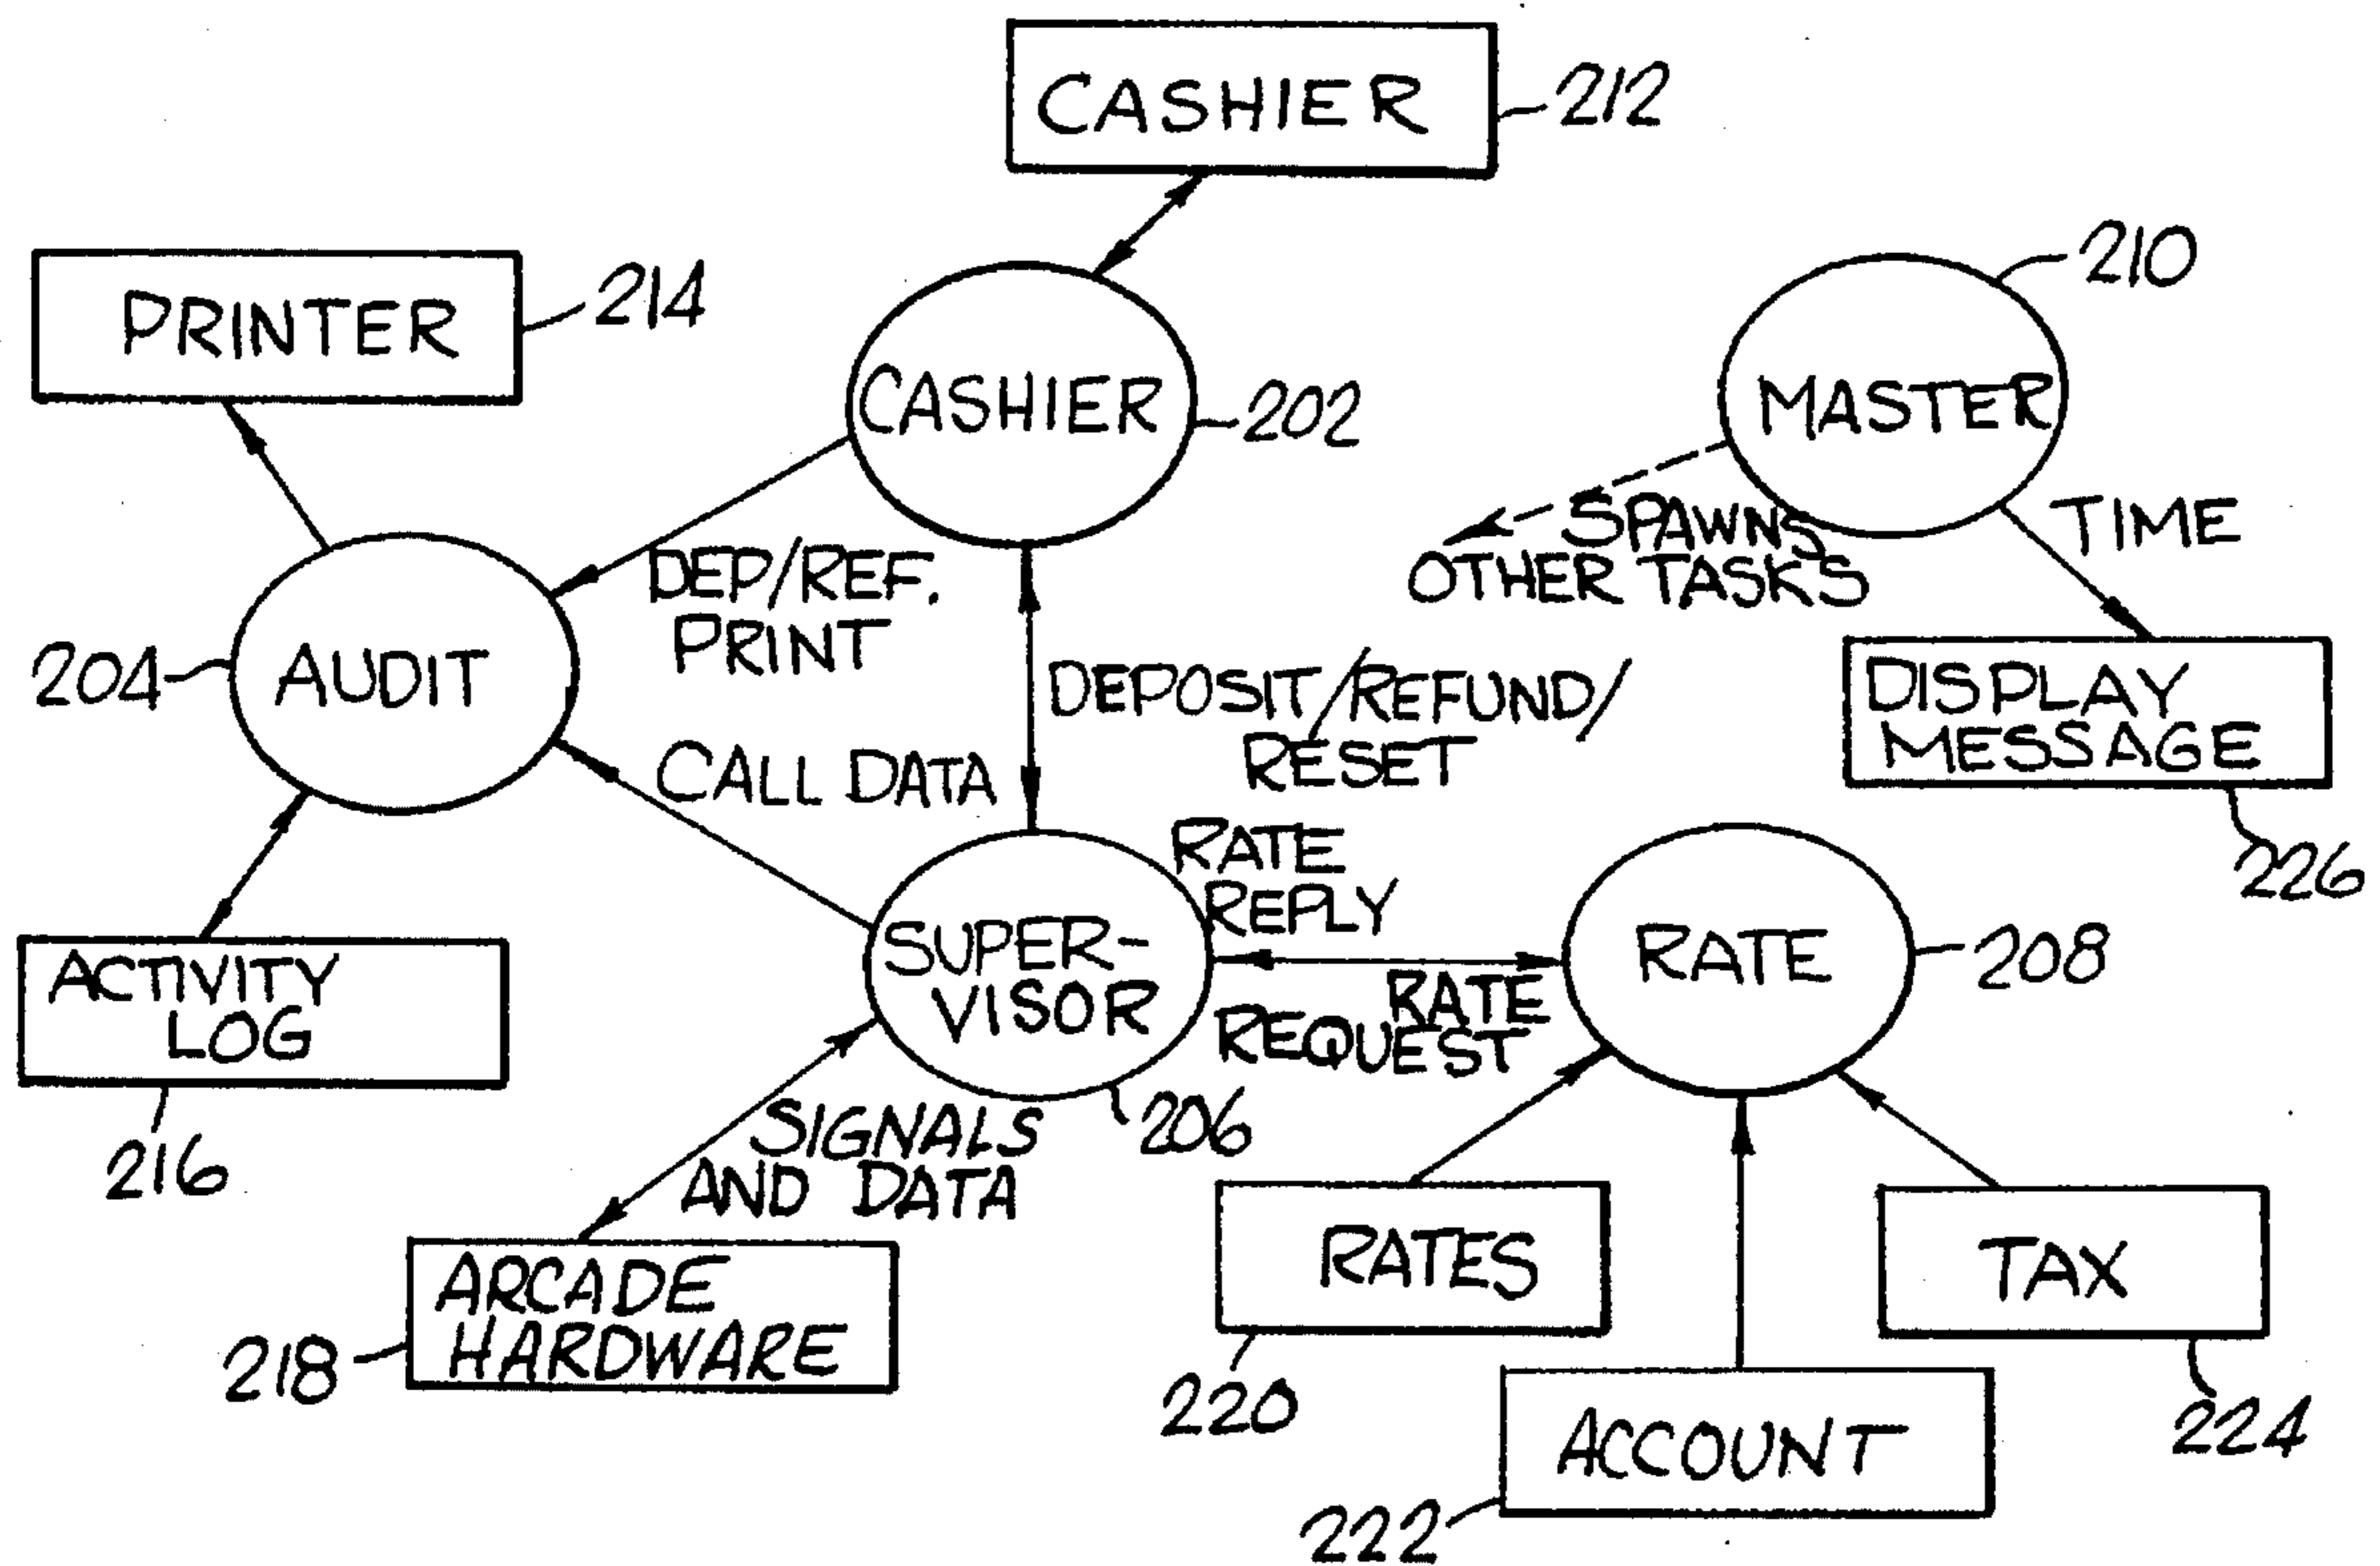 CASHIER
212
PRINTER
214
CASHIER
202
MASTER
210
SPAWNS
OTHER TASKS
TIME
DISPLAY
MESSAGE
226
DEP/REF.
PRINT
204
AUDIT
DEPOSIT/REFUND/
RESET
CALL DATA
RATE
REPLY
SUPER-
VISOR
206
RATE
REQUEST
RATE
208
ACTIVITY
LOG
216
SIGNALS
AND DATA
ARCADE
HARDWARE
218
RATES
220
TAX
224
ACCOUNT
222